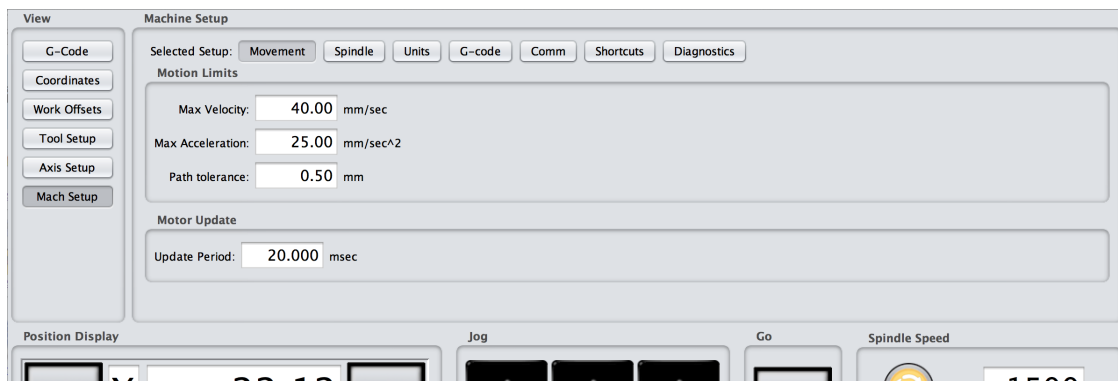 View
G-Code
Coordinates
Work Offsets
Tool Setup
Axis Setup
Mach Setup
Machine Setup
Selected Setup: Movement Spindle Units G-code Comm Shortcuts Diagnostics
Motion Limits
Max Velocity: 40.00 mm/sec
Max Acceleration: 25.00 mm/sec^2
Path tolerance: 0.50 mm
Motor Update
Update Period: 20.000 msec
Position Display
Jog
Go
Spindle Speed